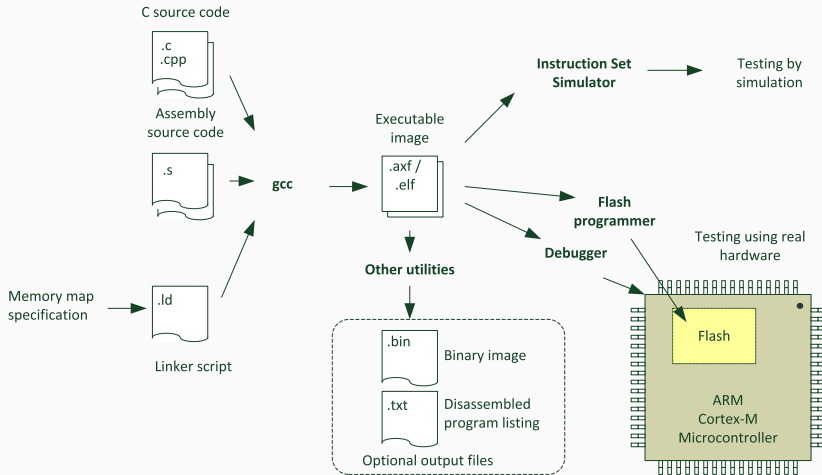 C source code
.c
.cpp
Assembly
source code
.s
gcc
Memory map
specification
.ld
Linker script
Executable
image
.axf /
.elf
Other utilities
.bin
Binary image
.txt
Disassembled
program listing
Optional output files
Instruction Set
Simulator
Testing by
simulation
Flash
programmer
Debugger
Testing using real
hardware
Flash
ARM
Cortex-M
Microcontroller